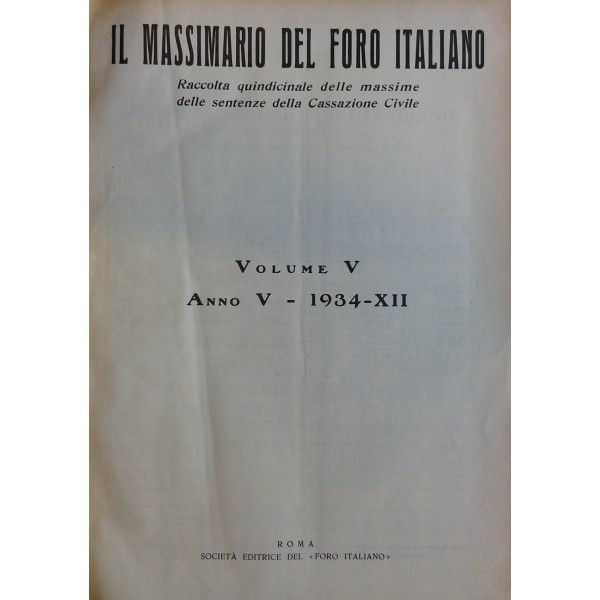 IL MASSIMARIO DEL FORO ITALIANO
Raccolta quindicinale delle massime
delle sentenze della Cassazione Civile
VOLUME V
ANNO V - 1934-XII
ROMA
SOCIETÀ EDITRICE DEL «FORO ITALIANO»